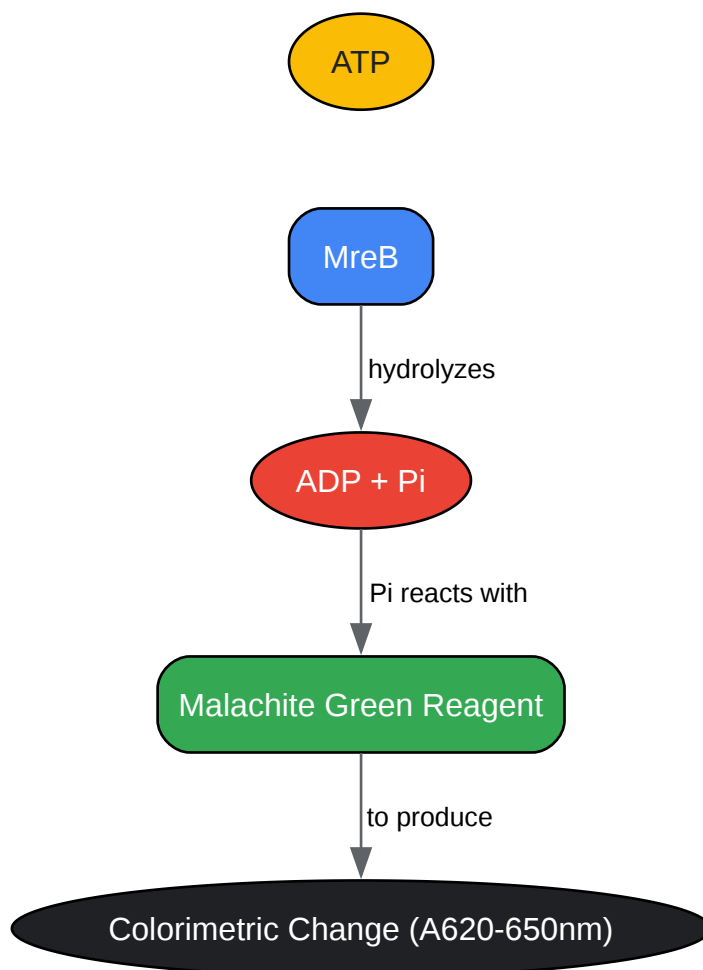 ATP
MreB
hydrolyzes
ADP + Pi
Pi reacts with
Malachite Green Reagent
to produce
Colorimetric Change (A620-650nm)